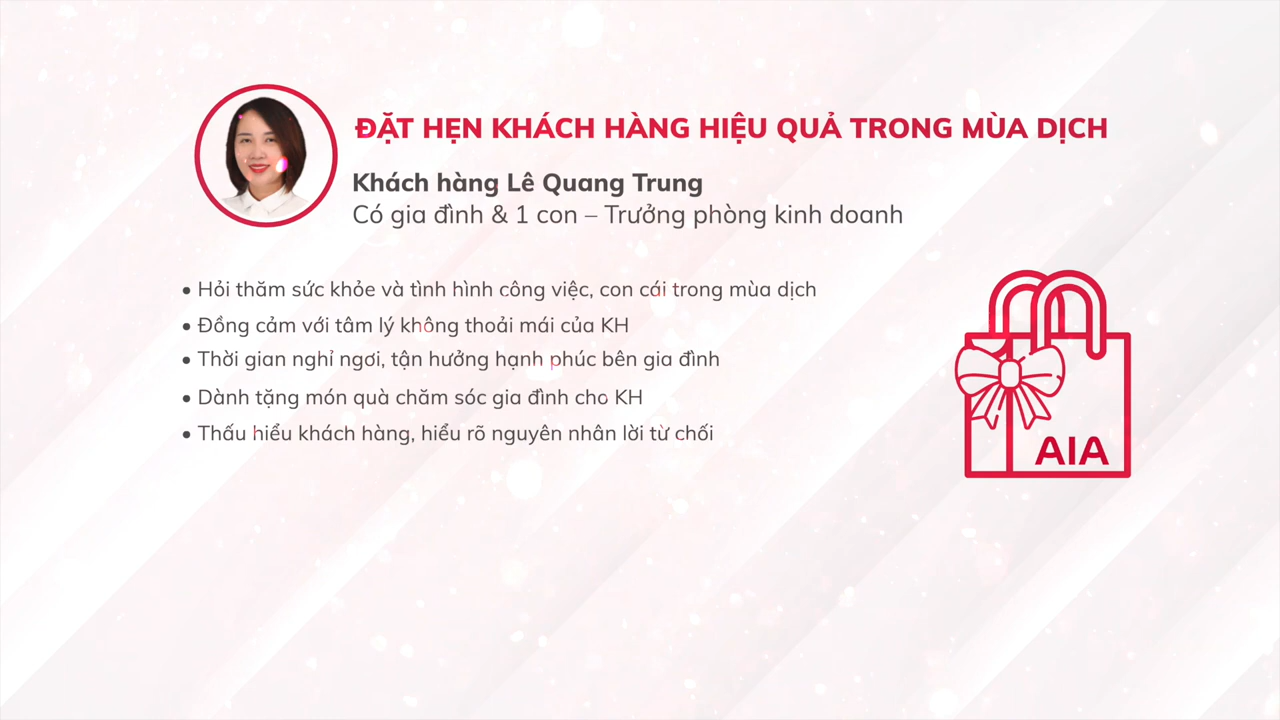 ĐẶT HẸN KHÁCH HÀNG HIỆU QUẢ TRONG MÙA DỊCH
Khách hàng Lê Quang Trung
Có gia đình & 1 con – Trưởng phòng kinh doanh
• Hỏi thăm sức khỏe và tình hình công việc, con cái trong mùa dịch
• Đồng cảm với tâm lý không thoải mái của KH
• Thời gian nghỉ ngơi, tận hưởng hạnh phúc bên gia đình
• Dành tặng món quà chăm sóc gia đình cho KH
• Thấu hiểu khach hàng, hiểu rõ nguyên nhân lời từ chối
AIA